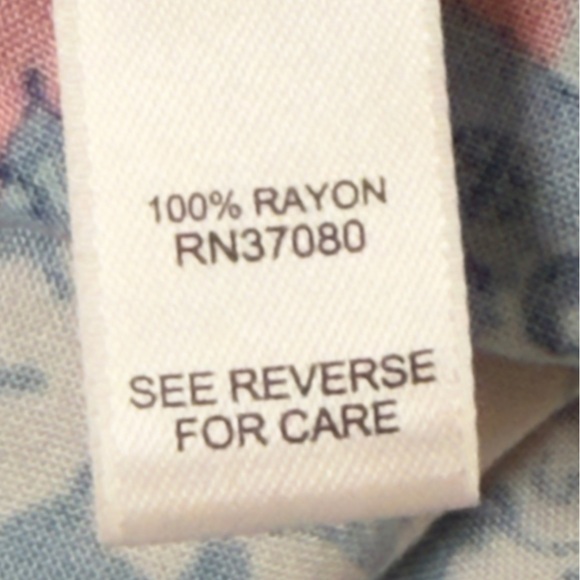 100% RAYON
RN37080
SEE REVERSE
FOR CARE